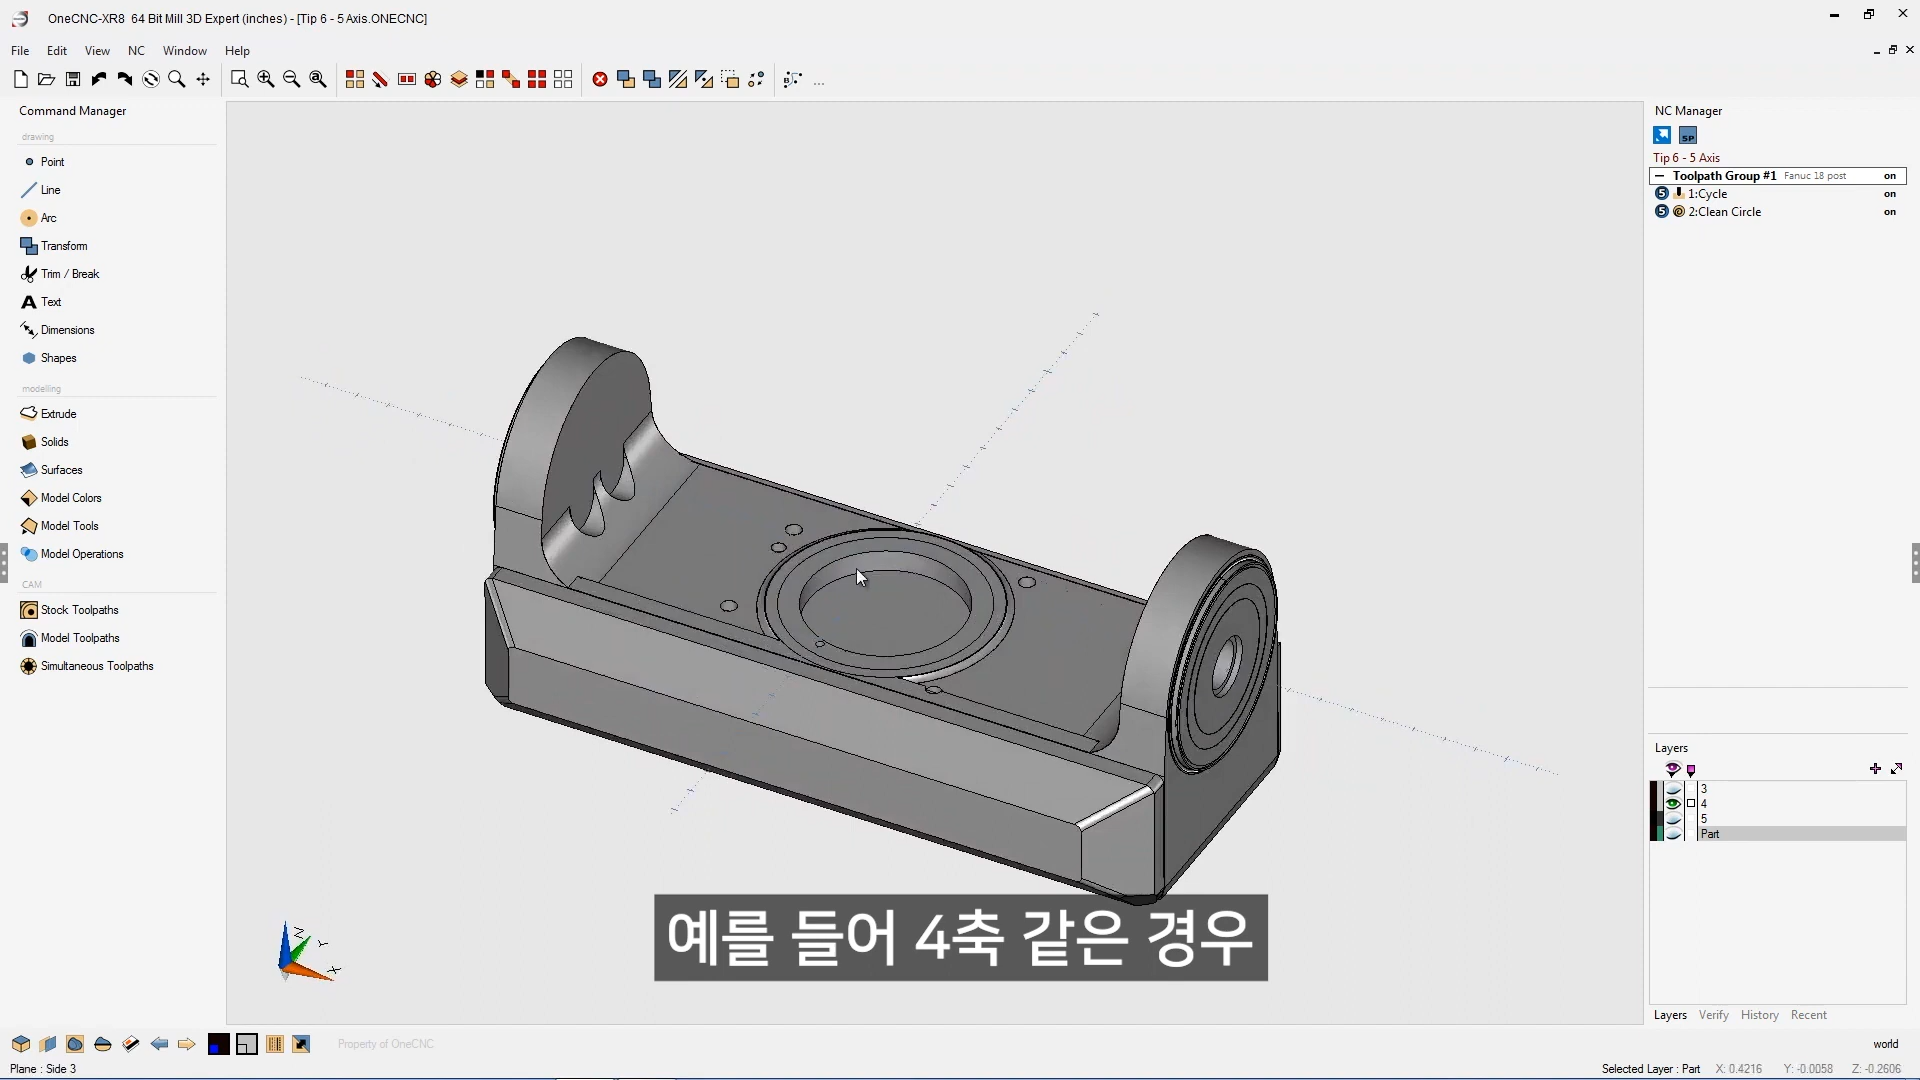 OneCNC-XR8 64 Bit Mill 3D Expert (inches) - [Tip 6 - 5 Axis.ONECNC]
File Edit View NC Window Help
Command Manager
drawing
Point
Line
Arc
Transform
Trim / Break
Text
Dimensions
Shapes
modelling
Extrude
Solids
Surfaces
Model Colors
Model Tools
Model Operations
CAM
Stock Toolpaths
Model Toolpaths
Simultaneous Toolpaths
NC Manager
SP
Tip 6 - 5 Axis
Toolpath Group #1 Fanuc 18 post on
5 1:Cycle on
5 2:Clean Circle on
Z Y X
예를 들어 4축 같은 경우
Layers
3
4
5
Part
Layers Verify History Recent
Property of OneCNC
world
Plane : Side 3
Selected Layer : Part X: 0.4216 Y: -0.0058 Z: -0.2606